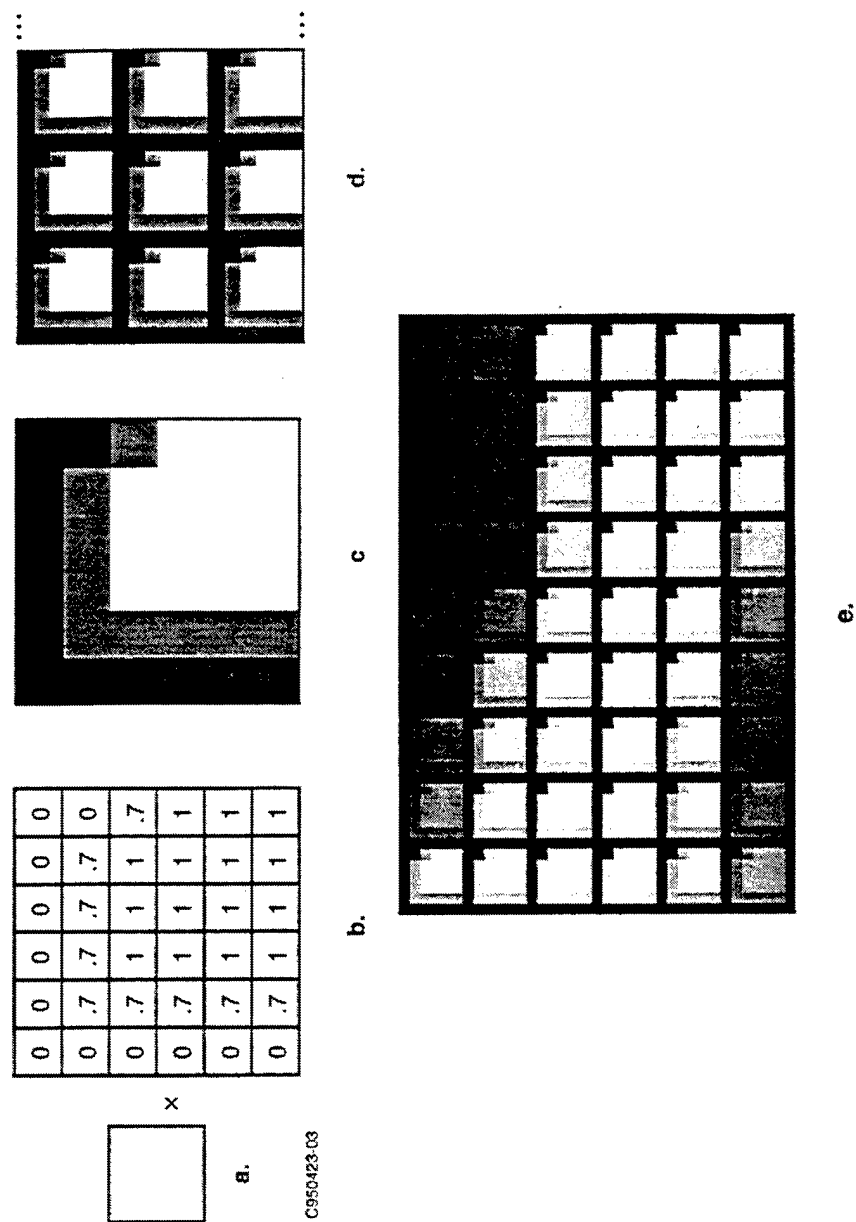 0 0 0 0 0 0
0 .7 .7 .7 .7 0
0 .7 1 1 1 .7
× 0 .7 1 1 1 1
0 .7 1 1 1 1
0 .7 1 1 1 1
... ...
a. b. c d.
C950423-03
e.